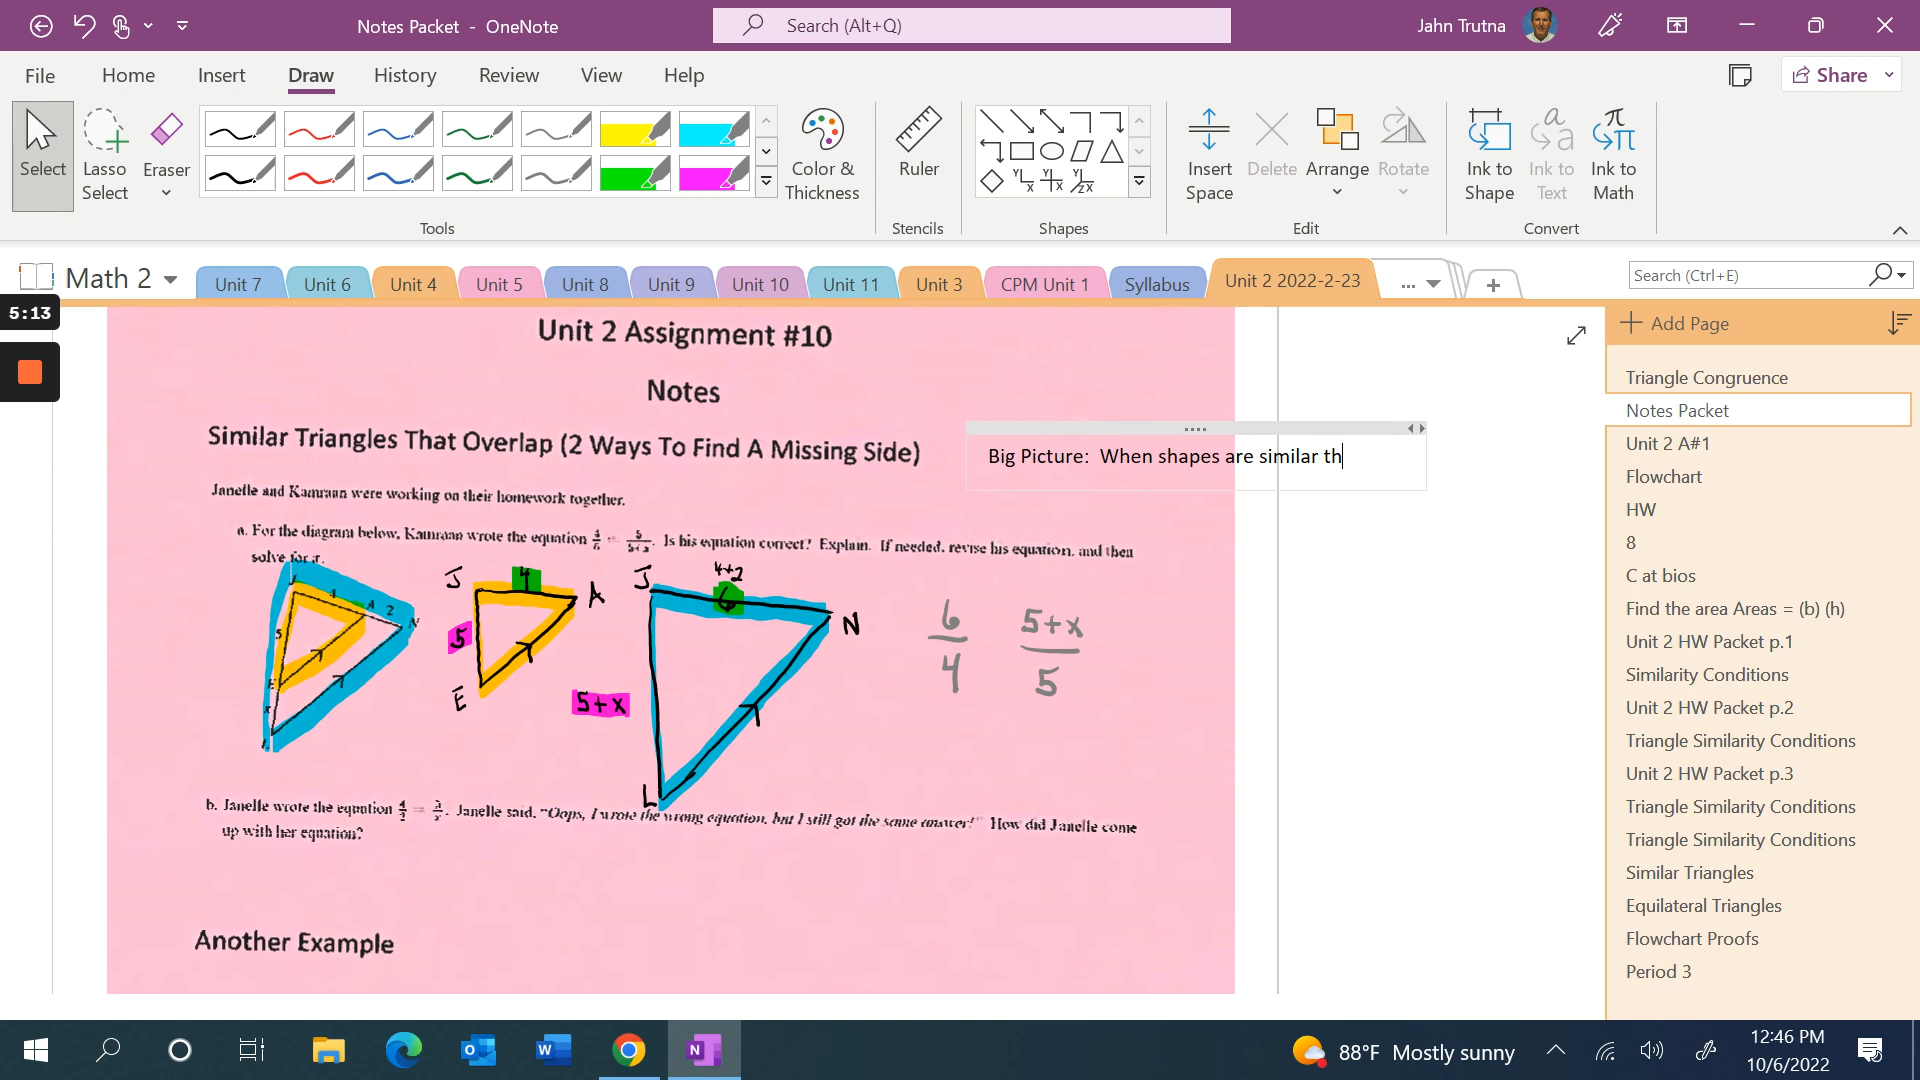 Notes Packet - OneNote
Search (Alt+Q)
Jahn Trutna
File Home Insert Draw History Review View Help
Share
Select
Lasso Select
Eraser
Color & Thickness
Ruler
Insert Space
Delete
Arrange
Rotate
Ink to Shape
Ink to Text
Ink to Math
Tools Stencils Shapes Edit Convert
Math 2
Unit 7 Unit 6 Unit 4 Unit 5 Unit 8 Unit 9 Unit 10 Unit 11 Unit 3 CPM Unit 1 Syllabus Unit 2 2022-2-23 ... +
Search (Ctrl+E)
5:13
Unit 2 Assignment #10
Notes
Similar Triangles That Overlap (2 Ways To Find A Missing Side)
Big Picture: When shapes are similar th
Janelle and Kamraan were working on their homework together.
a. For the diagram below, Kamraan wrote the equation 4/6 = 5/5+x. Is his equation correct? Explain. If needed, revise his equation, and then
solve for x.
J 4 A 2 N
5
E
x
L
J 4 A
5
E
J 4+2
6
N
5+x
L
6/4 5+x/5
b. Janelle wrote the equation Janelle said, "Oops, I wrote the wrong equation, but I still got the same answer!" How did Janelle come
up with her equation?
Another Example
Add Page
Triangle Congruence
Notes Packet
Unit 2 A#1
Flowchart
HW
8
C at bios
Find the area Areas = (b) (h)
Unit 2 HW Packet p.1
Similarity Conditions
Unit 2 HW Packet p.2
Triangle Similarity Conditions
Unit 2 HW Packet p.3
Triangle Similarity Conditions
Triangle Similarity Conditions
Similar Triangles
Equilateral Triangles
Flowchart Proofs
Period 3
88°F Mostly sunny
12:46 PM
10/6/2022